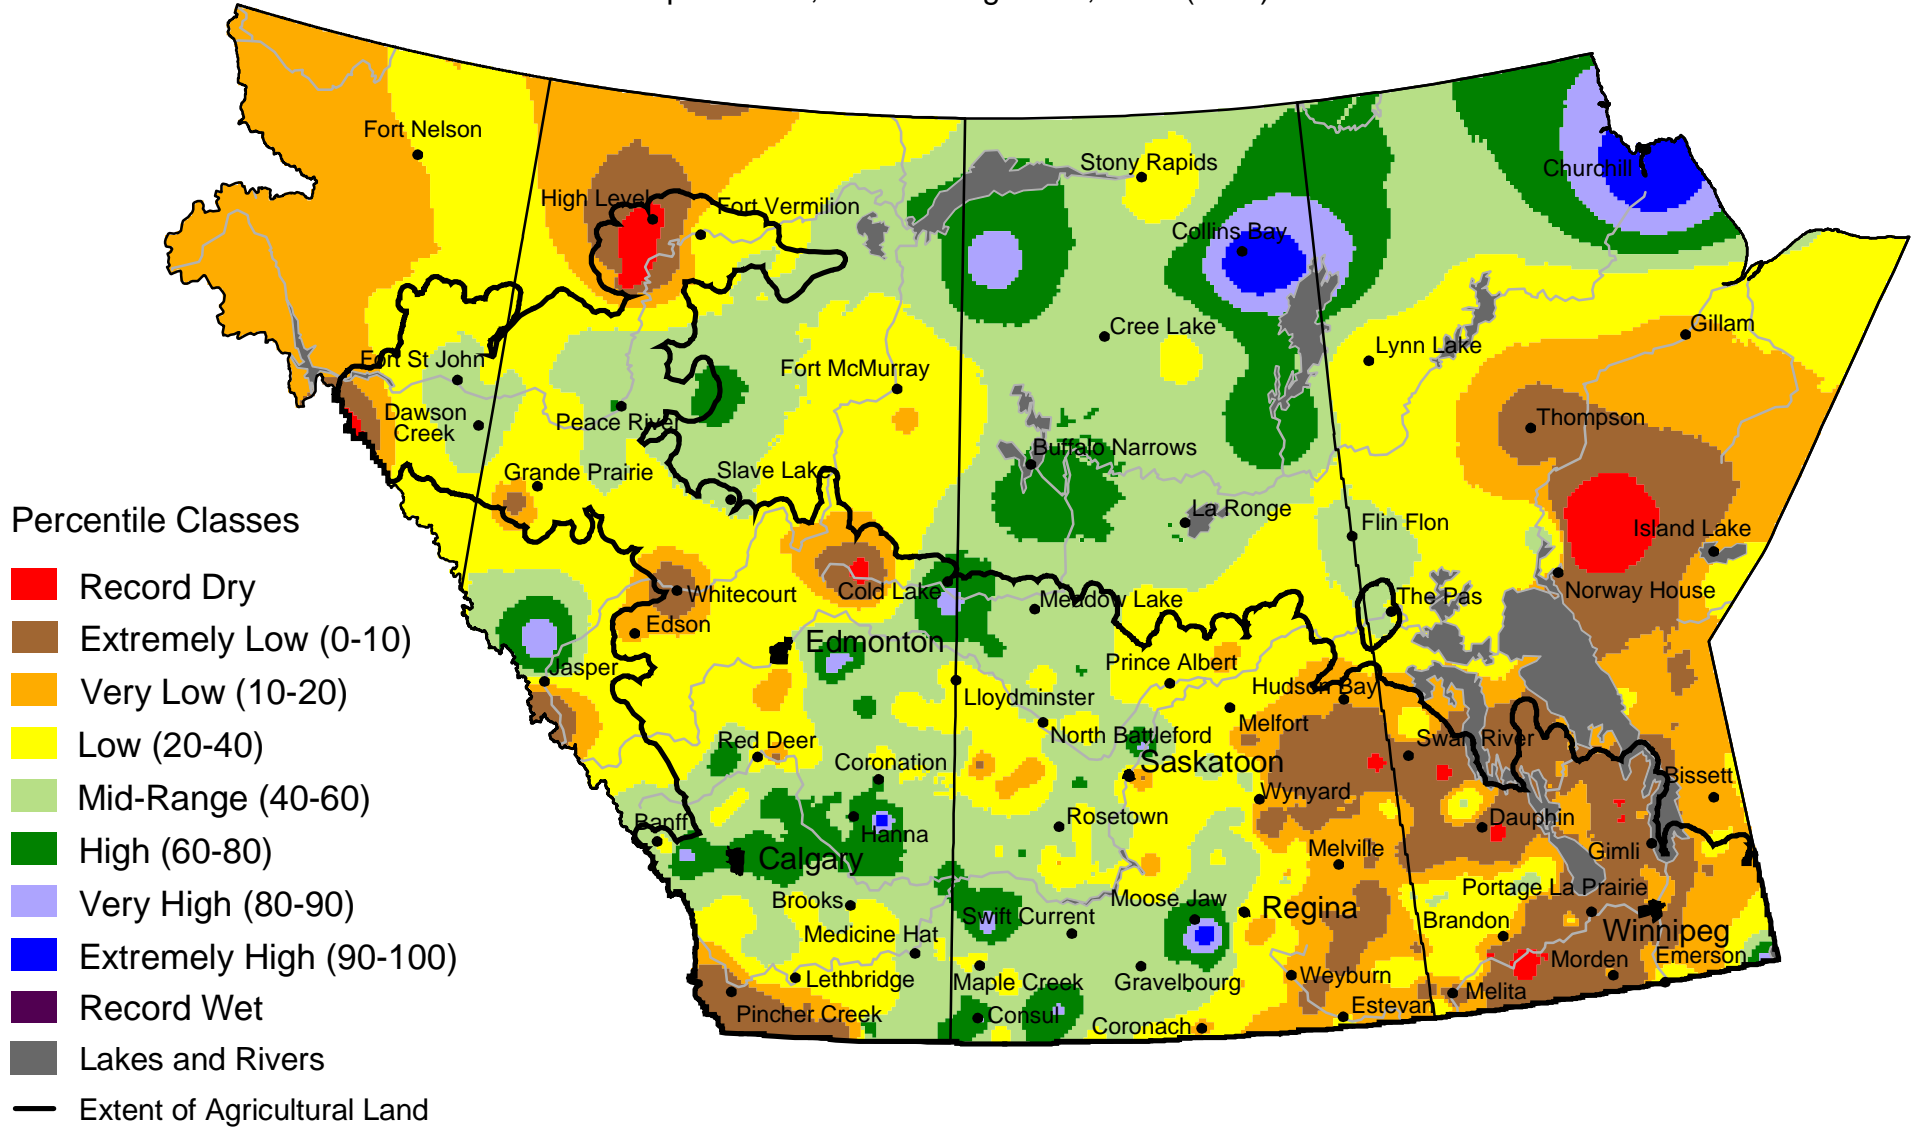 Fort Nelson
High Level
Fort Vermilion
Stony Rapids
Churchill
Collins Bay
Fort St John
Dawson
Creek
Peace River
Fort McMurray
Cree Lake
Lynn Lake
Gillam
Grande Prairie
Slave Lake
Buffalo Narrows
La Ronge
Thompson
Flin Flon
Island Lake
Norway House
Whitecourt
Edson
Cold Lake
Meadow Lake
The Pas
Edmonton
Jasper
Lloydminster
Prince Albert
Hudson Bay
Melfort
North Battleford
Saskatoon
Swan River
Red Deer
Coronation
Wynyard
Bissett
Banff
Hanna
Rosetown
Dauphin
Calgary
Melville
Gimli
Brooks
Medicine Hat
Swift Current
Moose Jaw
Regina
Portage La Prairie
Brandon
Winnipeg
Lethbridge
Maple Creek
Gravelbourg
Weyburn
Morden
Emerson
Pincher Creek
Consul
Coronach
Estevan
Melita
Percentile Classes
Record Dry
Extremely Low (0-10)
Very Low (10-20)
Low (20-40)
Mid-Range (40-60)
High (60-80)
Very High (80-90)
Extremely High (90-100)
Record Wet
Lakes and Rivers
Extent of Agricultural Land